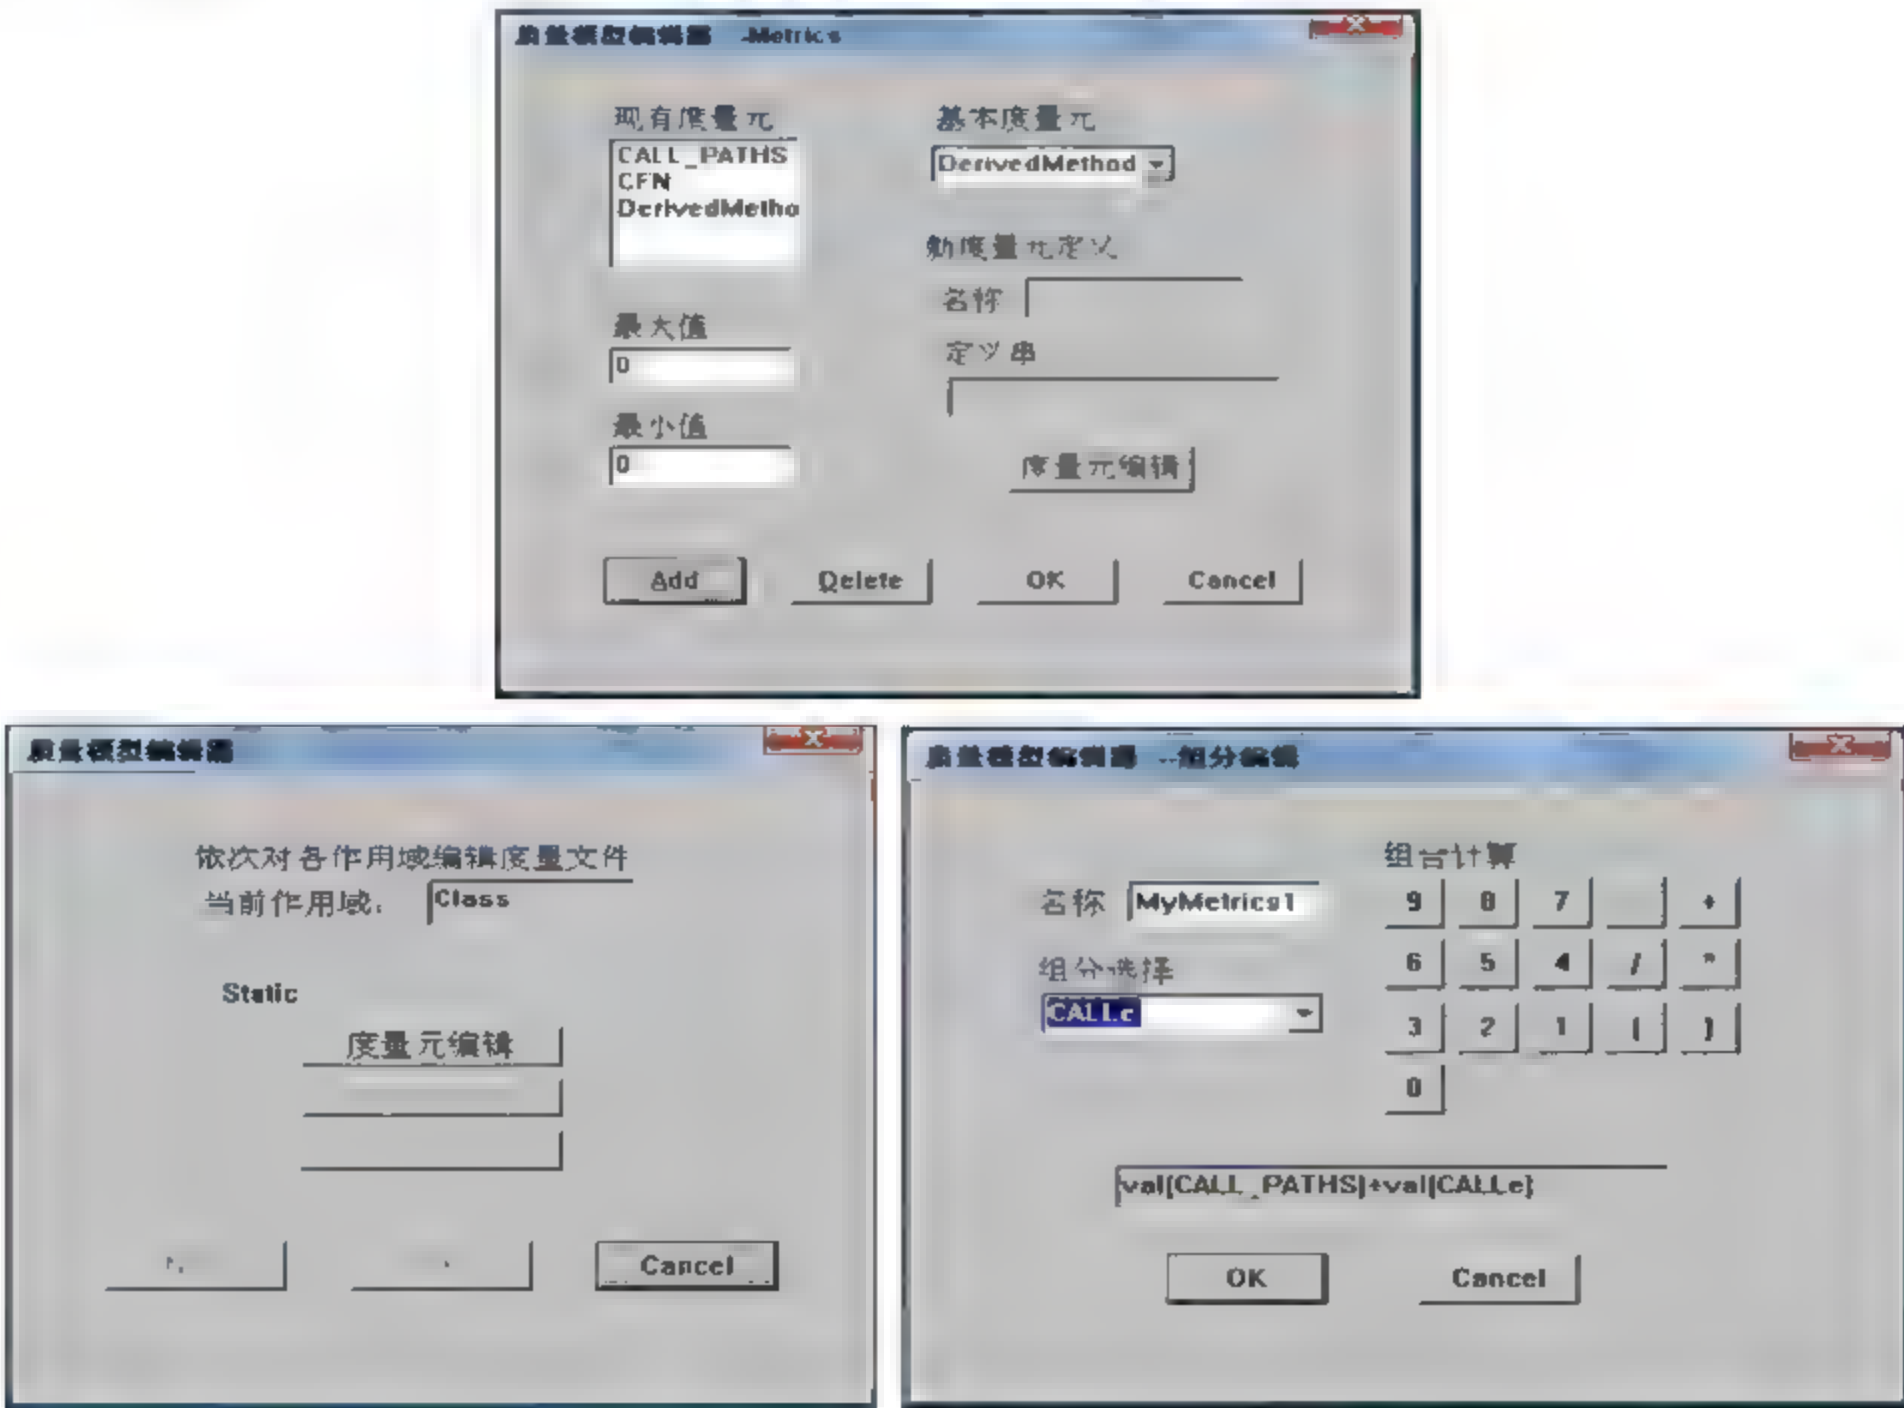 质量模型编辑器 -Metrics
现有度量元
CALL_PATHS
CFN
DerivedMetho
最大值
0
最小值
0
基本度量元
DerivedMethod
新度量元定义
名称
定义串
度量元编辑
Add
Delete
OK
Cancel
质量模型编辑器
依次对各作用域编辑度量文件
当前作用域: Class
Static
度量元编辑
Cancel
质量模型编辑器 --组分编辑
名称 MyMetrics1
组分选择
CALLe
组合计算
9 8 7 +
6 5 4 / *
3 2 1 ( )
0
val(CALL_PATHS)+val(CALLe)
OK
Cancel